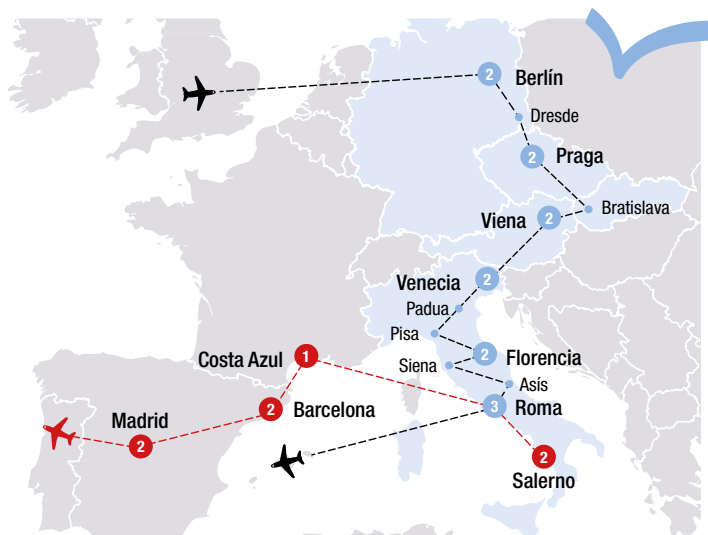 2
Berlín
Dresde
2
Praga
Bratislava
Viena
2
Venecia
2
Padua
Pisa
Costa Azul
1
2
Florencia
Siena
Asís
2
Barcelona
3
Roma
Madrid
2
2
Salerno